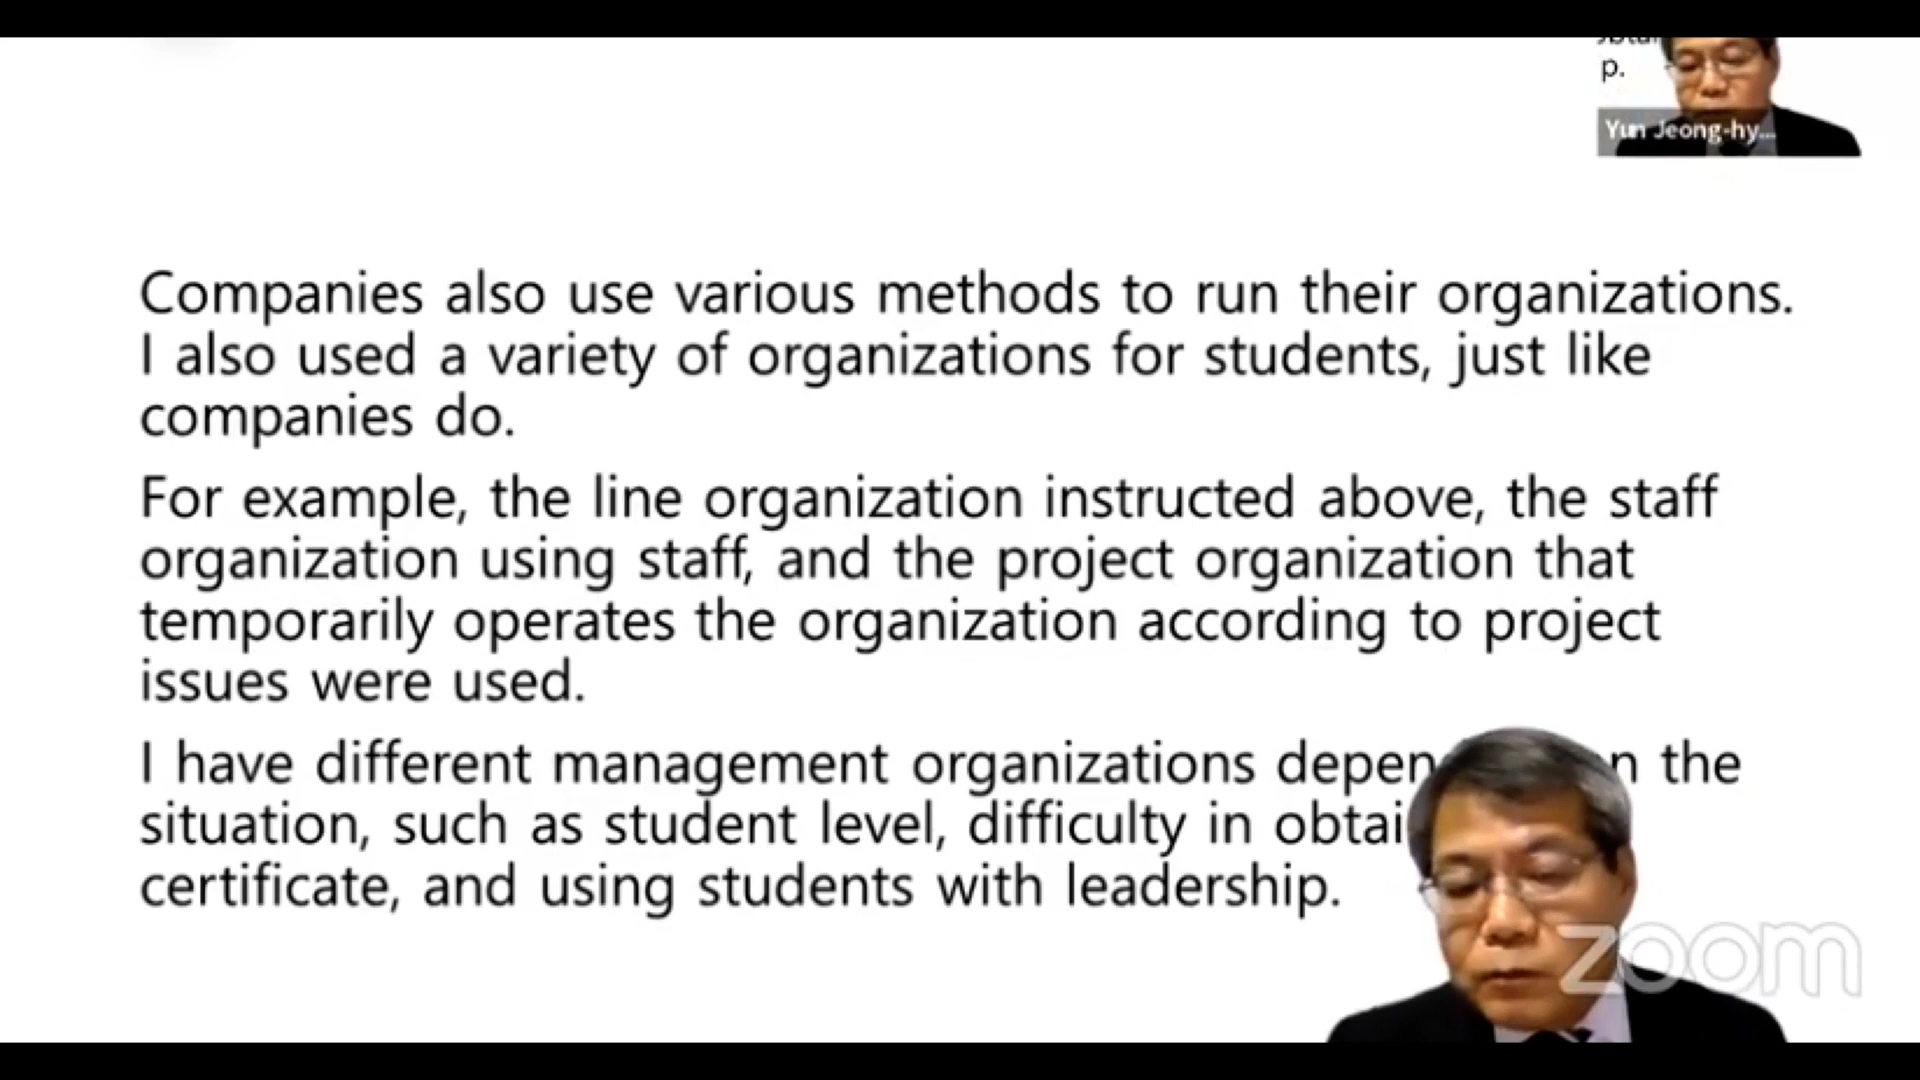 p.
Yun Jeong-hy...
Companies also use various methods to run their organizations.
I also used a variety of organizations for students, just like
companies do.
For example, the line organization instructed above, the staff
organization using staff, and the project organization that
temporarily operates the organization according to project
issues were used.
I have different management organizations depen n the
situation, such as student level, difficulty in obtai
certificate, and using students with leadership.
zoom